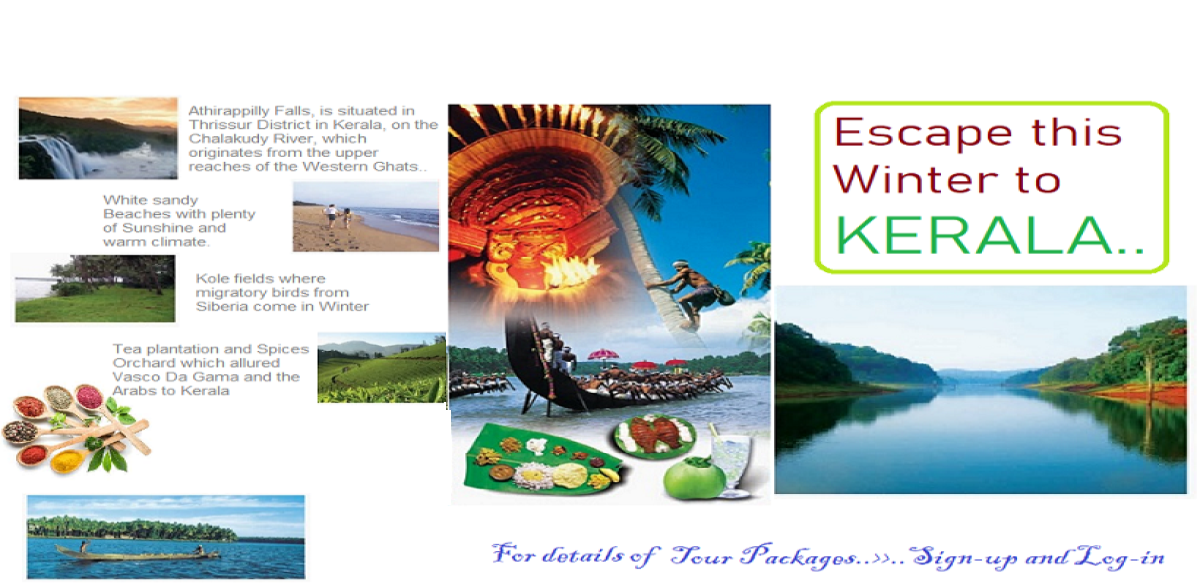 Athirappilly Falls, is situated in
Thrissur District in Kerala, on the
Chalakudy River, which
originates from the upper
reaches of the Western Ghats..
White sandy
Beaches with plenty
of Sunshine and
warm climate.
Kole fields where
migratory birds from
Siberia come in Winter
Tea plantation and Spices
Orchard which allured
Vasco Da Gama and the
Arabs to Kerala
Escape this
Winter to
KERALA..
For details of Tour Packages..>>..Sign-up and Log-in